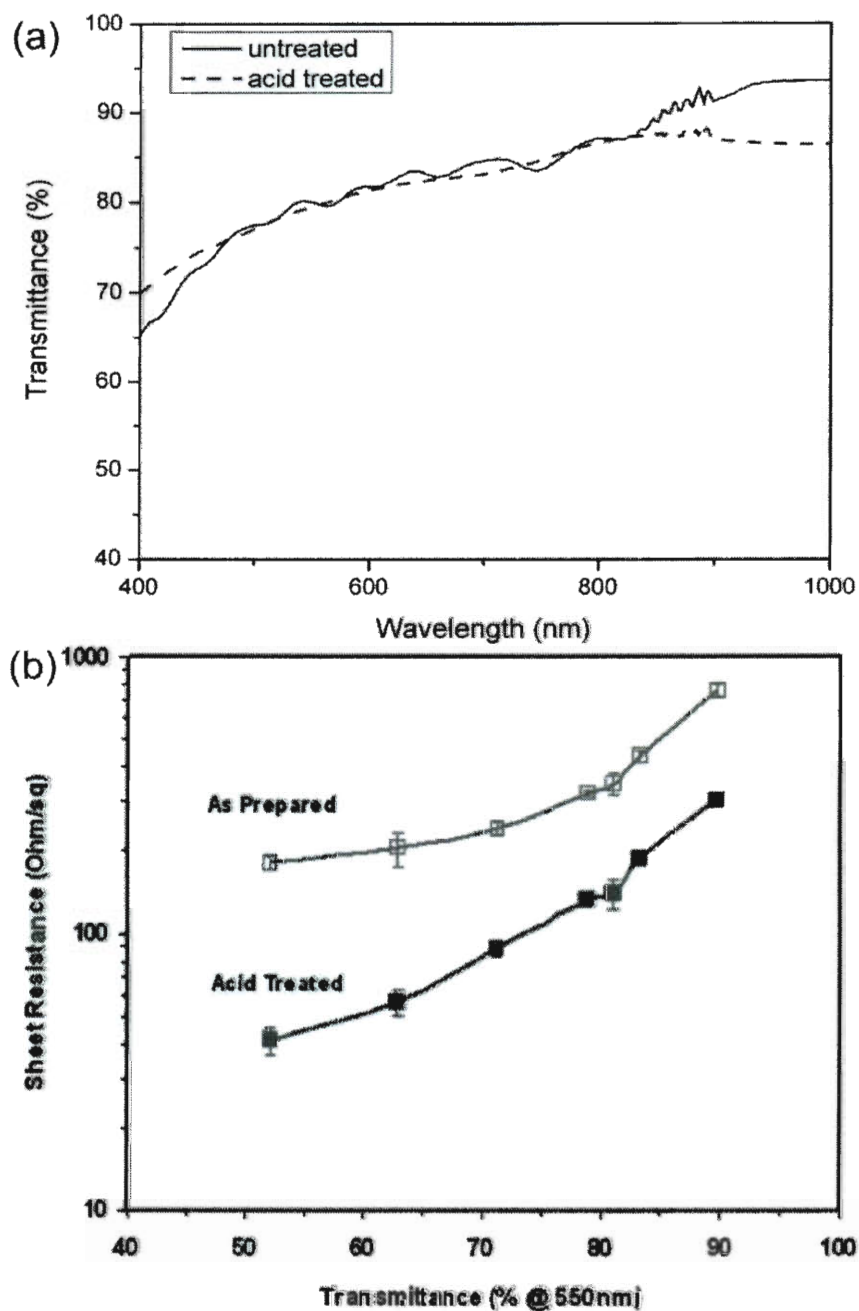 (a)
100
90
80
70
60
50
40
Transmittance (%)
untreated
acid treated
400
600
800
1000
Wavelength (nm)
(b)
1000
100
10
Sheet Resistance (Ohm/sq)
As Prepared
Acid Treated
40
50
60
70
80
90
100
Transmittance (% @ 550nm)